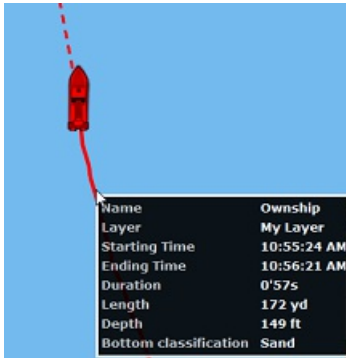 Name Ownship
Layer My Layer
Starting Time 10:55:24 AM
Ending Time 10:56:21 AM
Duration 0'57s
Length 172 yd
Depth 149 ft
Bottom classification Sand